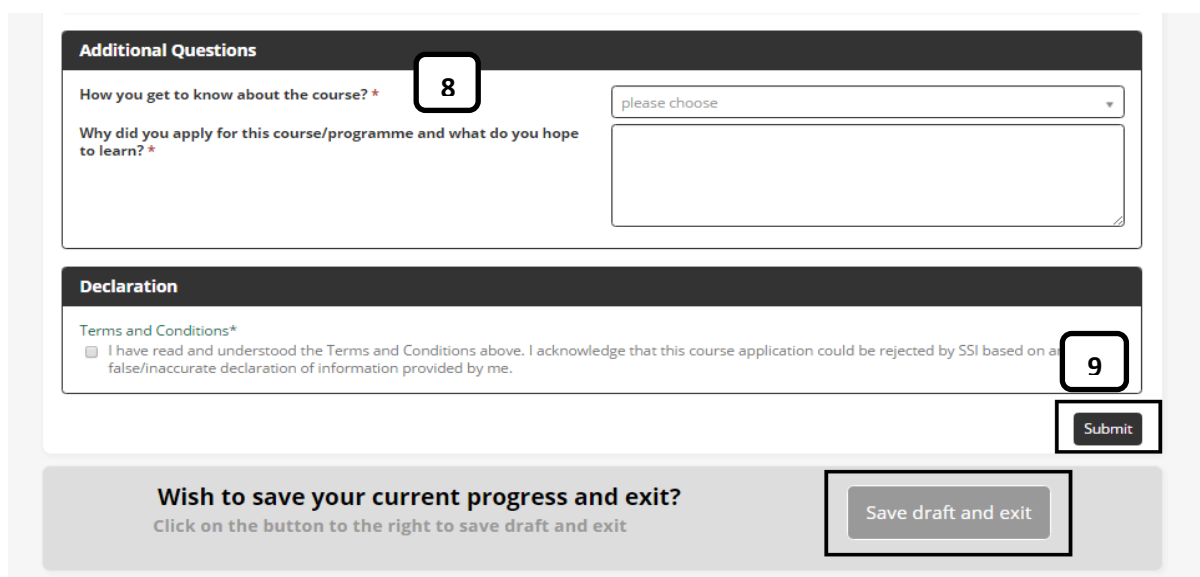 Additional Questions
8
How you get to know about the course? *
please choose
Why did you apply for this course/programme and what do you hope
to learn? *
Declaration
Terms and Conditions*
I have read and understood the Terms and Conditions above. I acknowledge that this course application could be rejected by SSI based on
false/inaccurate declaration of information provided by me.
9
Submit
Wish to save your current progress and exit?
Click on the button to the right to save draft and exit
Save draft and exit